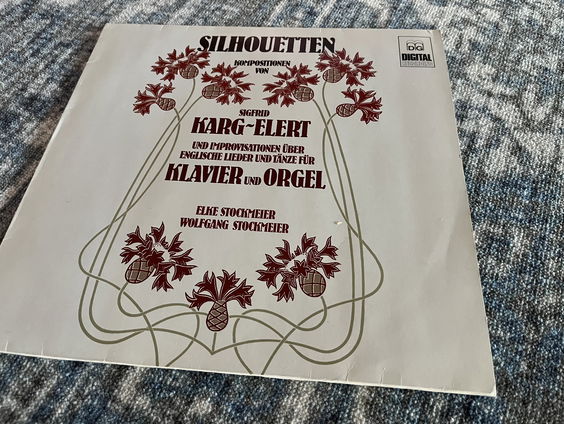 SILHOUETTEN
KOMPOSITIONEN
VON
SIGFRID
KARG-ELERT
UND IMPROVISATIONEN ÜBER
ENGLISCHE LIEDER UND TÄNZE FÜR
KLAVIER UND ORGEL
ELKE STOCKMEIER
WOLFGANG STOCKMEIER
DIGITAL